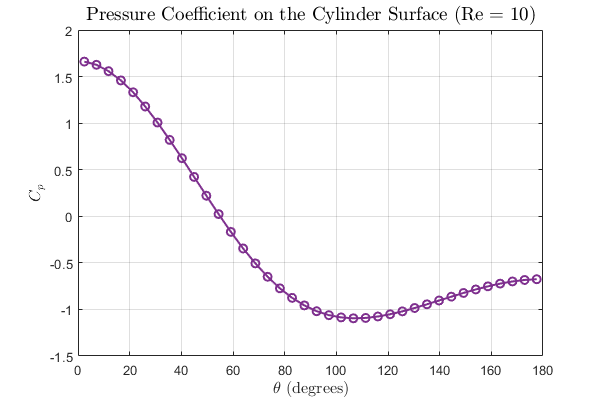 Pressure Coefficient on the Cylinder Surface (Re = 10)
2
1.5
1
0.5
0
-0.5
-1
-1.5
C_p
0 20 40 60 80 100 120 140 160 180
θ (degrees)